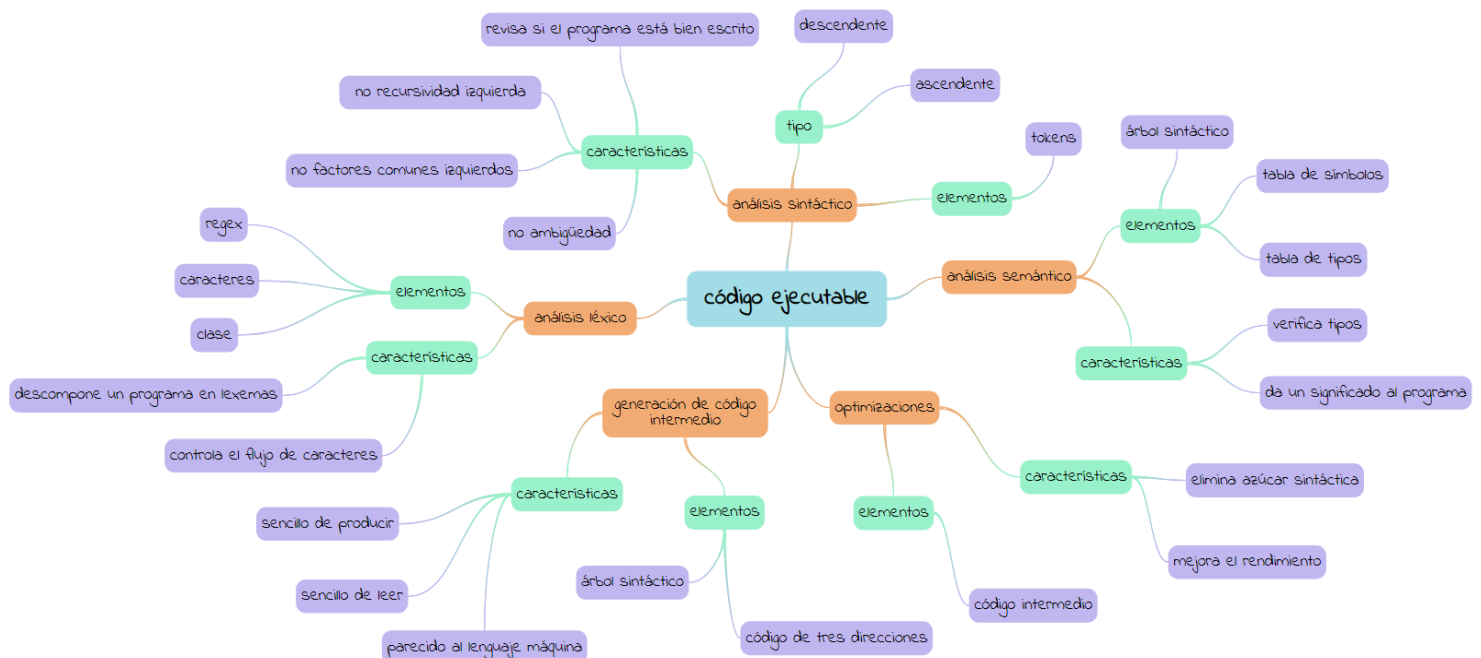 código ejecutable
análisis sintáctico
tipo
descendente
ascendente
elementos
tokens
características
revisa si el programa está bien escrito
no recursividad izquierda
no factores comunes izquierdos
no ambigüedad
análisis semántico
elementos
árbol sintáctico
tabla de símbolos
tabla de tipos
características
verifica tipos
da un significado al programa
análisis léxico
elementos
regex
caracteres
clase
características
descompone un programa en lexemas
controla el flujo de caracteres
generación de código
intermedio
características
sencillo de producir
sencillo de leer
parecido al lenguaje máquina
elementos
árbol sintáctico
código de tres direcciones
optimizaciones
elementos
código intermedio
características
elimina azúcar sintáctica
mejora el rendimiento